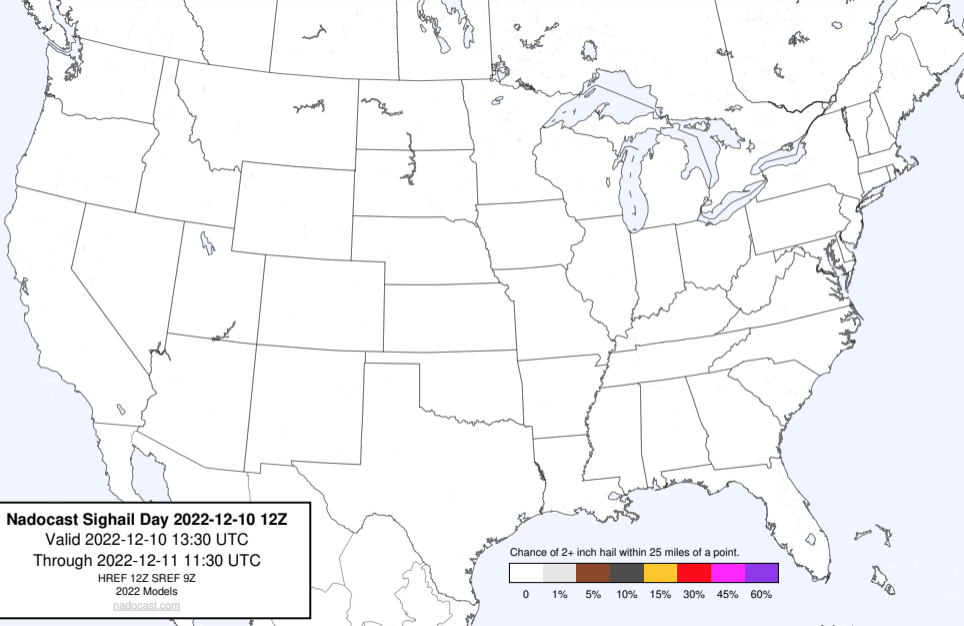 Nadocast Sighail Day 2022-12-10 12Z
Valid 2022-12-10 13:30 UTC
Through 2022-12-11 11:30 UTC
HREF 12Z SREF 9Z
2022 Models
nadocast.com
Chance of 2+ inch hail within 25 miles of a point.
0 1% 5% 10% 15% 30% 45% 60%